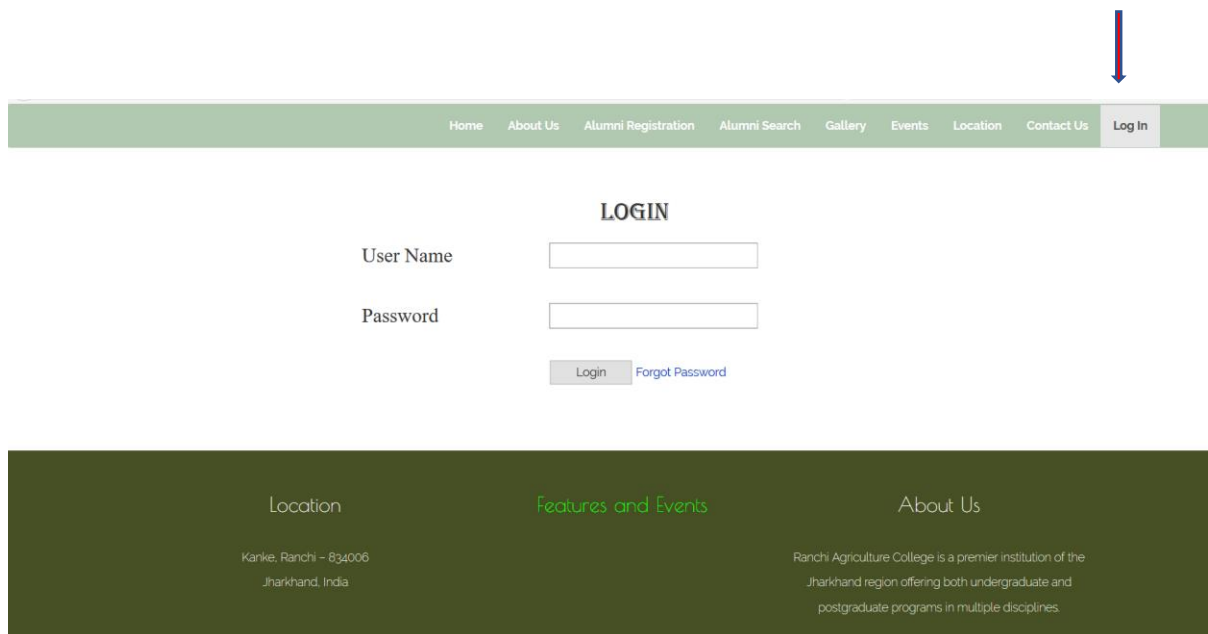 Home About Us Alumni Registration Alumni Search Gallery Events Location Contact Us Log In
LOGIN
User Name
Password
Login Forgot Password
Location
Kanke, Ranchi – 834006
Jharkhand, India
Features and Events
About Us
Ranchi Agriculture College is a premier institution of the
Jharkhand region offering both undergraduate and
postgraduate programs in multiple disciplines.